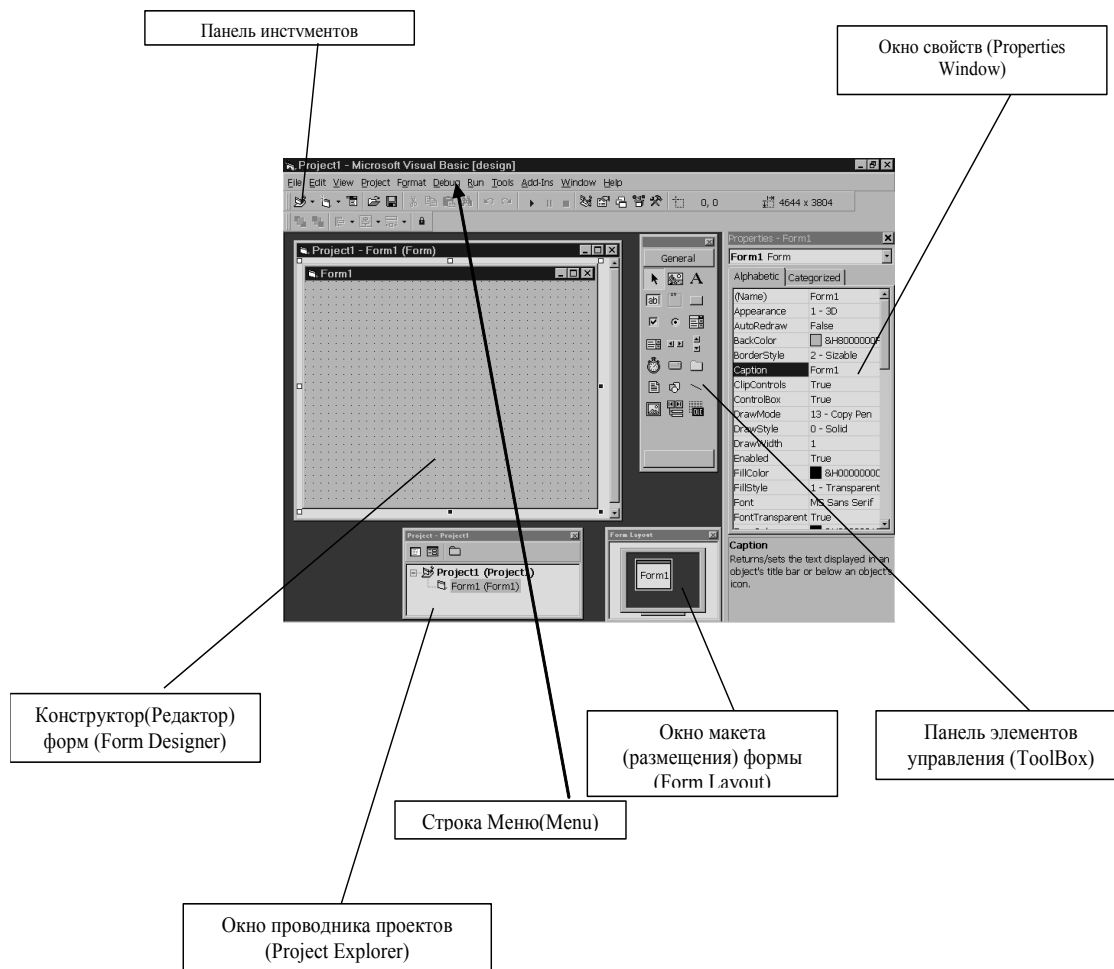 Панель инстументов
Окно свойств (Properties
Window)
Project1 - Microsoft Visual Basic [design]
File Edit View Project Format Debug Run Tools Add-Ins Window Help
0, 0
4644 x 3804
Project1 - Form1 (Form)
Form1
General
A
ab|
Properties - Form1
Form1 Form
Alphabetic Categorized
(Name) Form1
Appearance 1 - 3D
AutoRedraw False
BackColor &H8000000F
BorderStyle 2 - Sizable
Caption Form1
ClipControls True
ControlBox True
DrawMode 13 - Copy Pen
DrawStyle 0 - Solid
DrawWidth 1
Enabled True
FillColor &H0000000C
FillStyle 1 - Transparent
Font MS Sans Serif
FontTransparent True
Caption
Returns/sets the text displayed in an
object's title bar or below an object's
icon.
Project - Project1
Project1 (Project1)
Form1 (Form1)
Form Layout
Form1
Конструктор(Редактор)
форм (Form Designer)
Окно макета
(размещения) формы
(Form Layout)
Панель элементов
управления (ToolBox)
Строка Меню(Menu)
Окно проводника проектов
(Project Explorer)